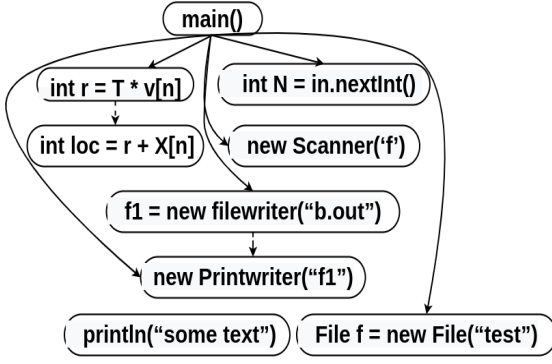 main()
int r = T * v[n]
int N = in.nextInt()
int loc = r + X[n]
new Scanner(‘f’)
f1 = new filewriter(“b.out”)
new Printwriter(“f1”)
println(“some text”)
File f = new File(“test”)